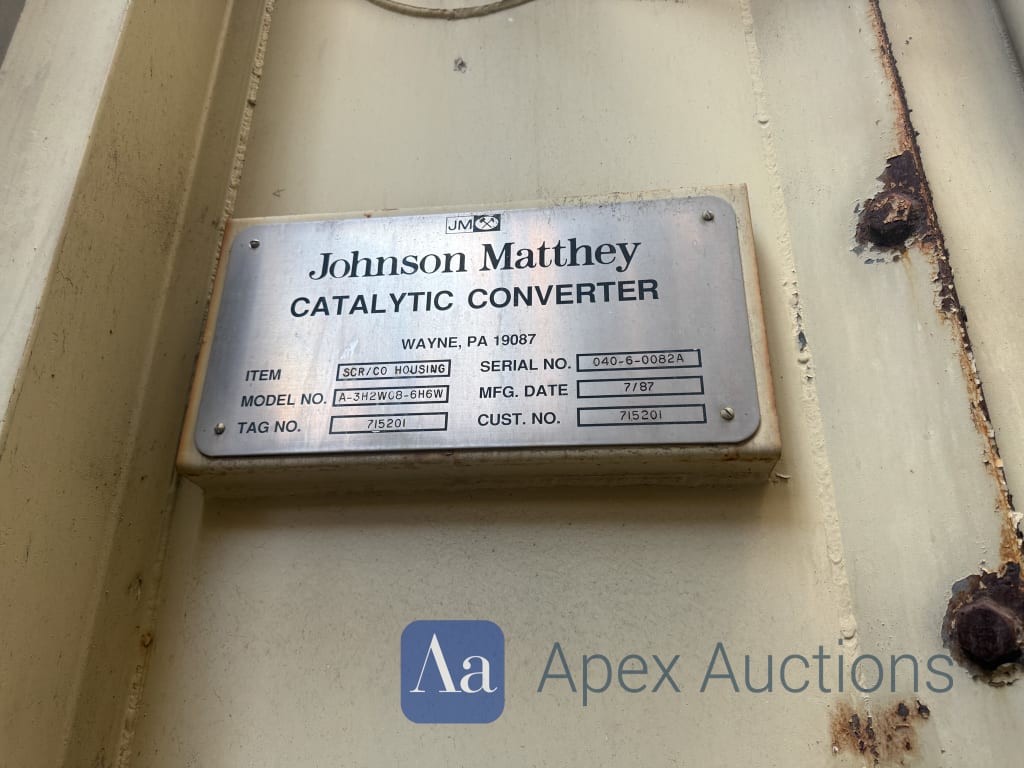 JM
Johnson Matthey
CATALYTIC CONVERTER
WAYNE, PA 19087
ITEM SCR/CO HOUSING SERIAL NO. 040-6-0082A
MODEL NO. A-3H2WC8-6H6W MFG. DATE 7/87
TAG NO. 715201 CUST. NO. 715201
Aa Apex Auctions